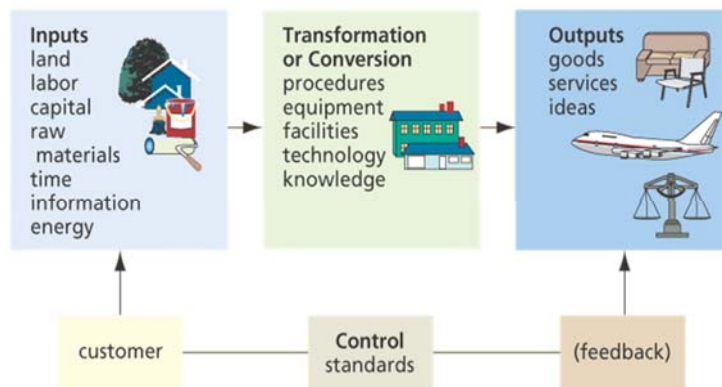 Inputs
land
labor
capital
raw
materials
time
information
energy
Transformation
or Conversion
procedures
equipment
facilities
technology
knowledge
Outputs
goods
services
ideas
customer
Control
standards
(feedback)